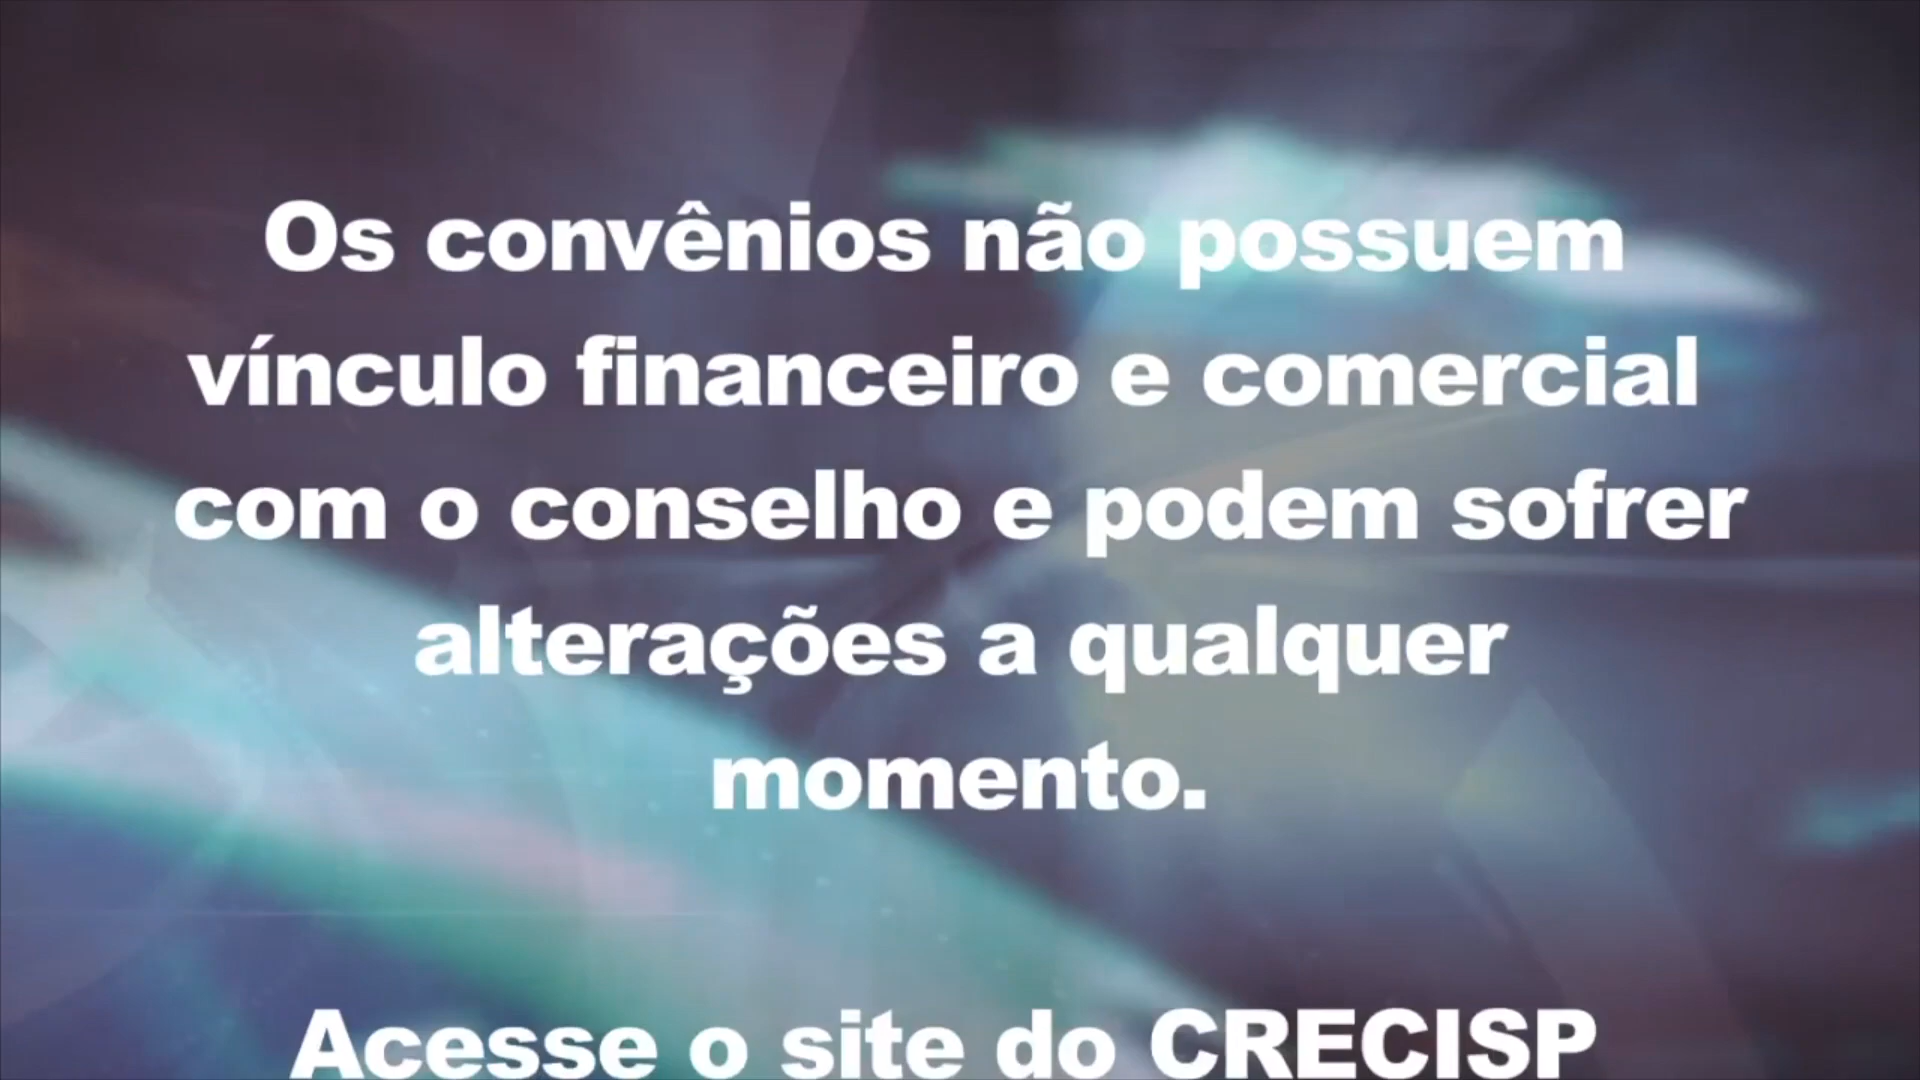 Os convênios não possuem
vínculo financeiro e comercial
com o conselho e podem sofrer
alterações a qualquer
momento.
Acesse o site do CRECISP